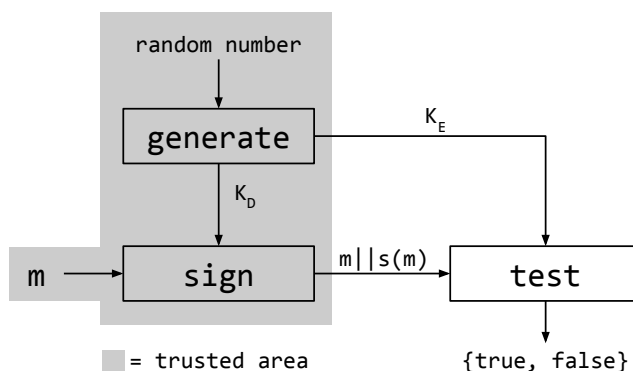 random number
generate
K_E
K_D
m
sign
m||s(m)
test
= trusted area
{true, false}